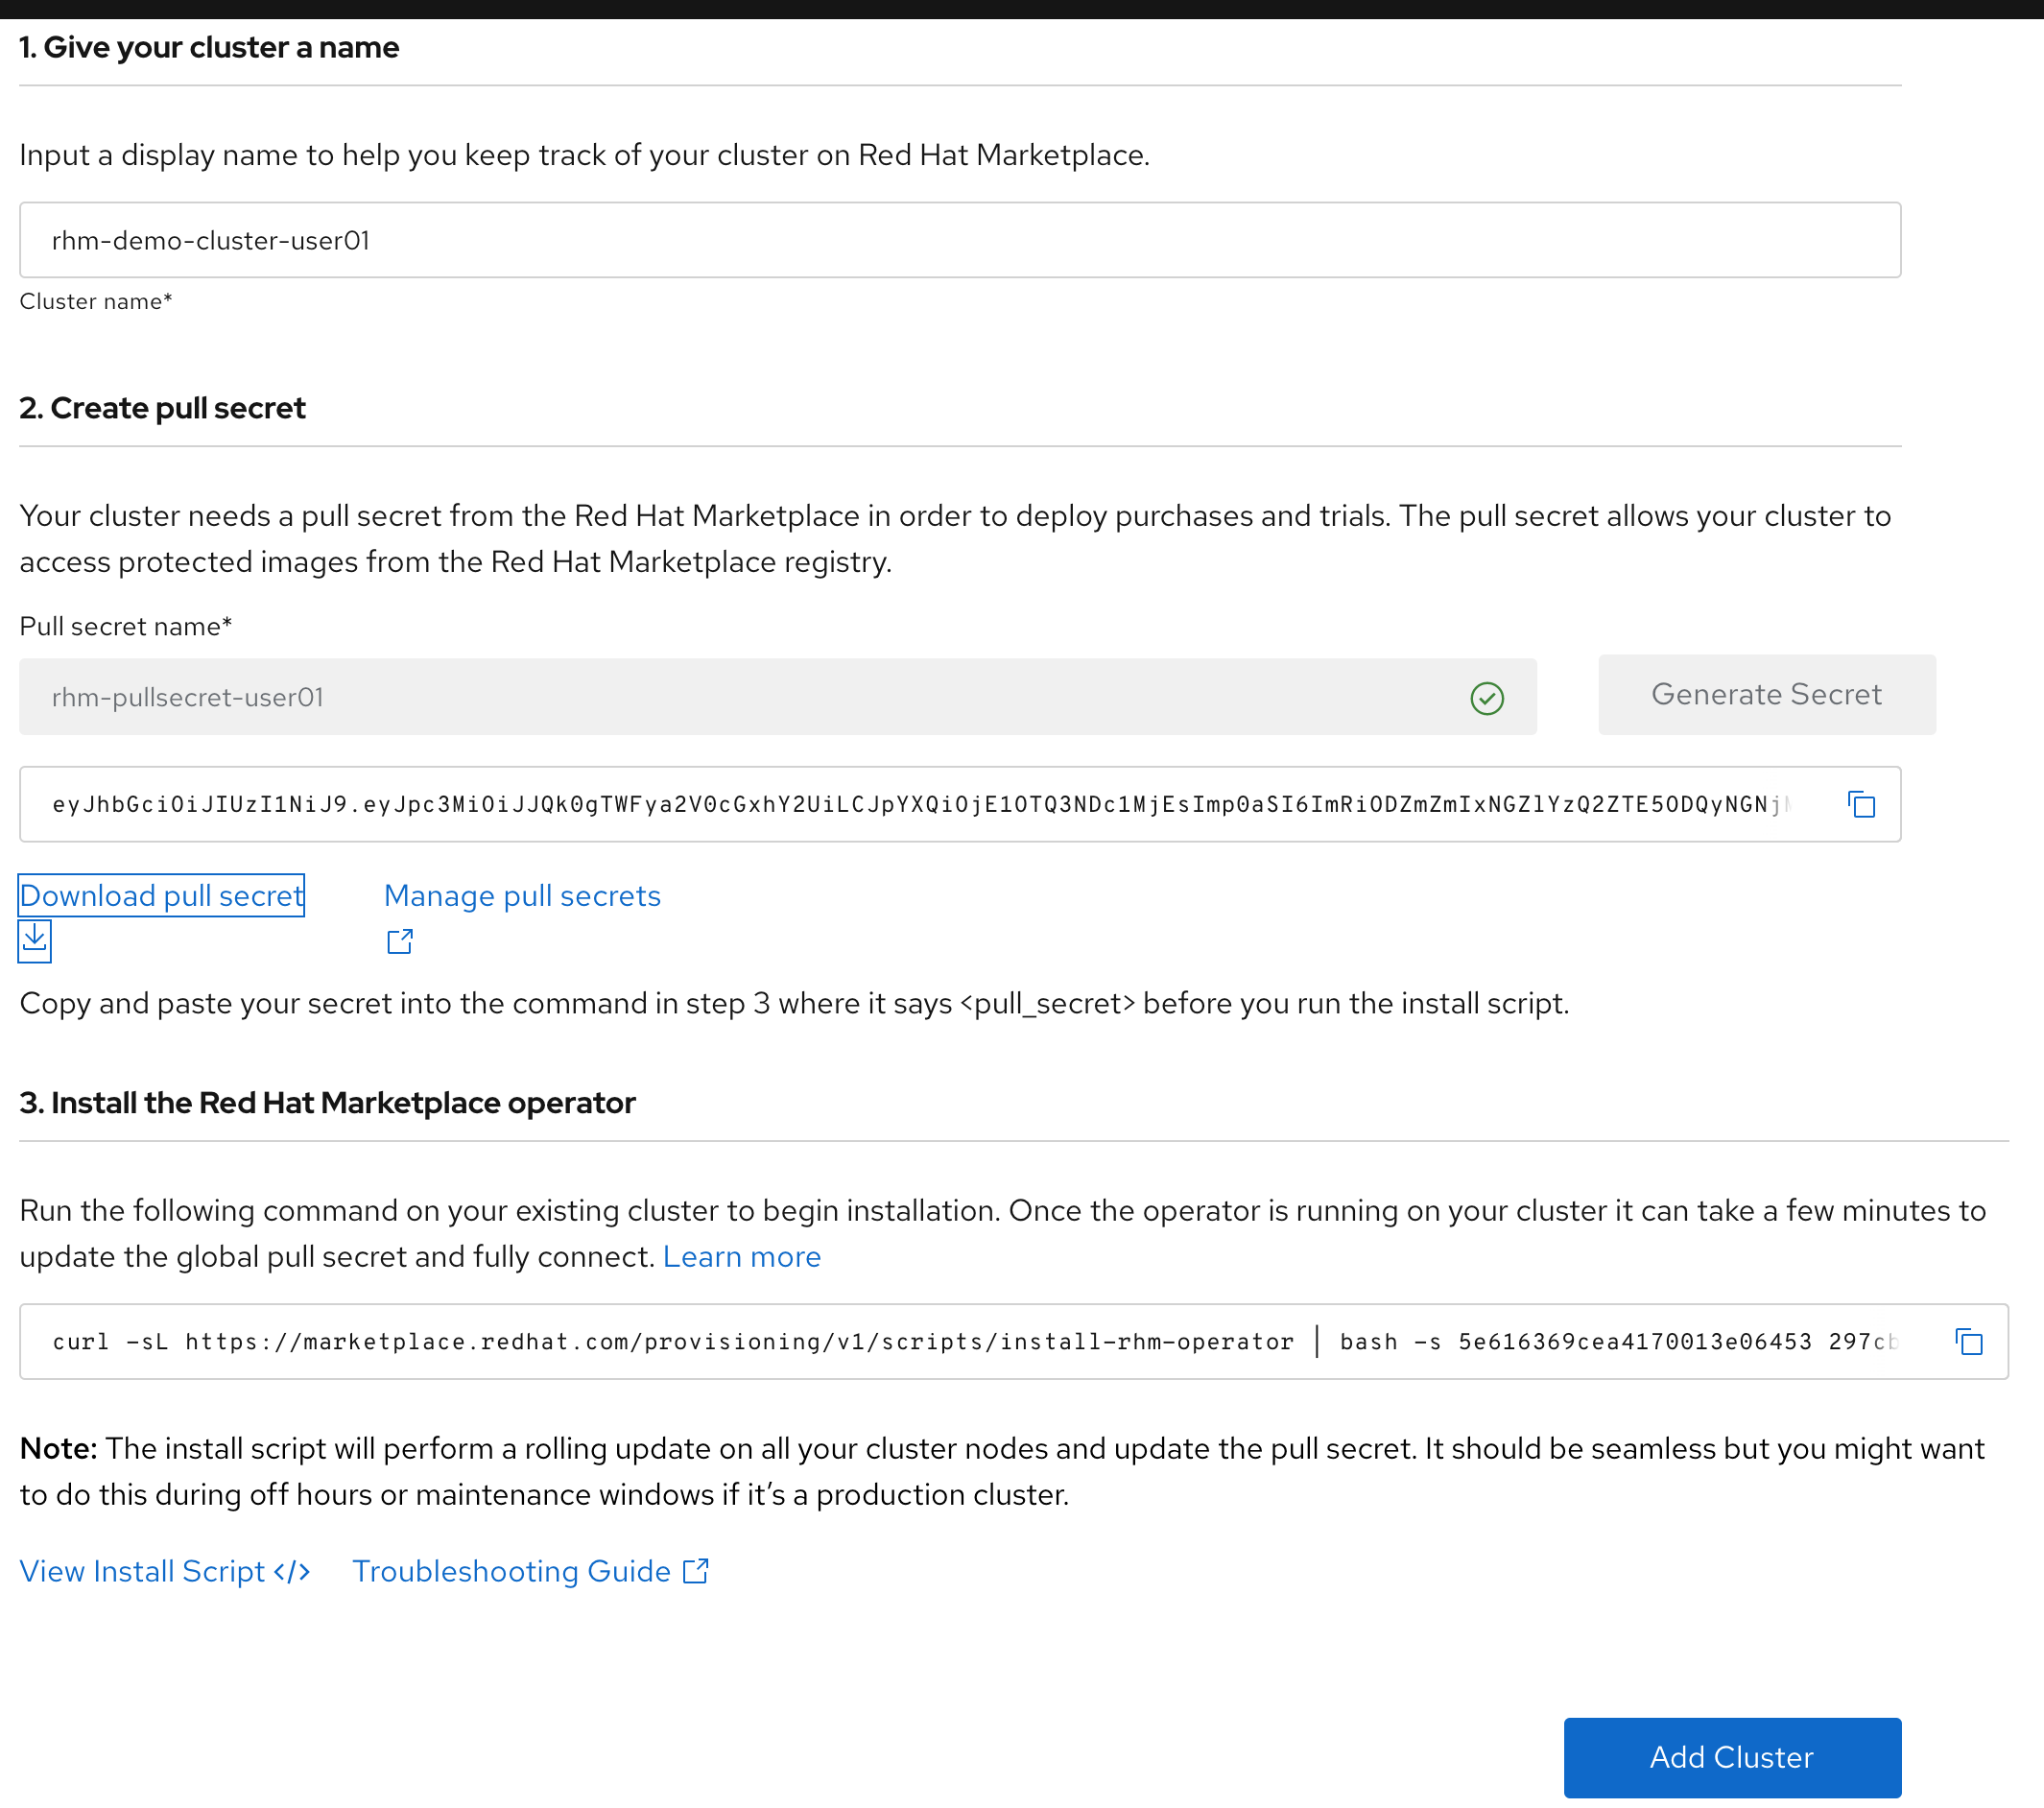 1. Give your cluster a name
Input a display name to help you keep track of your cluster on Red Hat Marketplace.
rhm-demo-cluster-user01
Cluster name*
2. Create pull secret
Your cluster needs a pull secret from the Red Hat Marketplace in order to deploy purchases and trials. The pull secret allows your cluster to
access protected images from the Red Hat Marketplace registry.
Pull secret name*
rhm-pullsecret-user01
Generate Secret
eyJhbGciOiJIUzI1NiJ9.eyJpc3MiOiJJQk0gTWFya2V0cGxhY2UiLCJpYXQiOjE1OTQ3NDc1MjEsImp0aSI6ImRiODZmZmIxNGZlYzQ2ZTE5ODQyNGNj
Download pull secret
Manage pull secrets
Copy and paste your secret into the command in step 3 where it says <pull_secret> before you run the install script.
3. Install the Red Hat Marketplace operator
Run the following command on your existing cluster to begin installation. Once the operator is running on your cluster it can take a few minutes to
update the global pull secret and fully connect. Learn more
curl -sL https://marketplace.redhat.com/provisioning/v1/scripts/install-rhm-operator | bash -s 5e616369cea4170013e06453 297cb
Note: The install script will perform a rolling update on all your cluster nodes and update the pull secret. It should be seamless but you might want
to do this during off hours or maintenance windows if it's a production cluster.
View Install Script </>
Troubleshooting Guide
Add Cluster